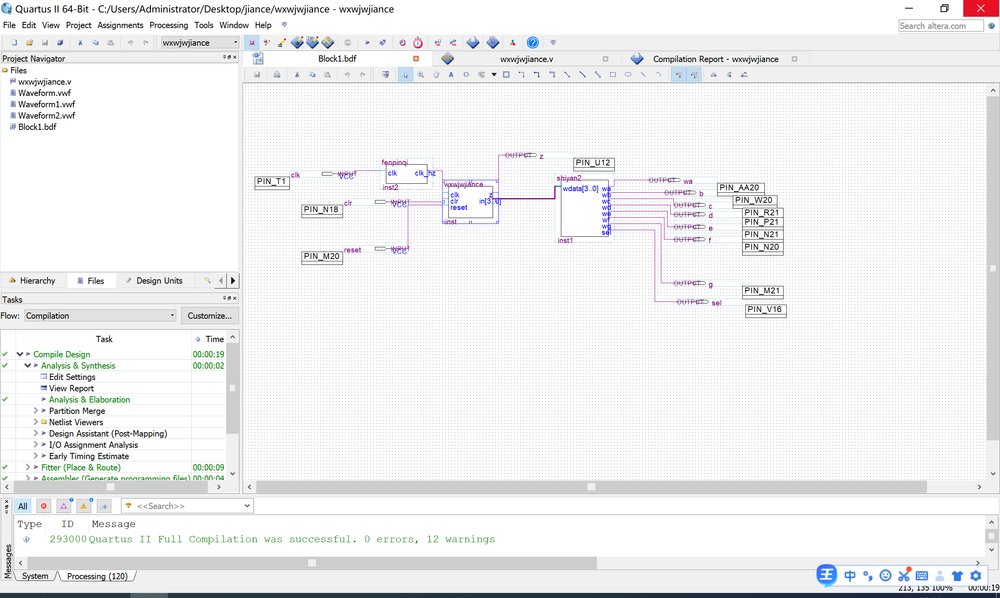 Quartus II 64-Bit - C:/Users/Administrator/Desktop/jiance/wxwjwjiance - wxwjwjiance
File Edit View Project Assignments Processing Tools Window Help
Search altera.com
wxwjwjiance
STOP
Project Navigator
Block1.bdf
wxwjwjiance.v
Compilation Report - wxwjwjiance
Files
wxwjwjiance.v
Waveform.vwf
Waveform1.vwf
Waveform2.vwf
Block1.bdf
Hierarchy
Files
Design Units
Tasks
Flow:
Compilation
Customize...
Task
Time
Compile Design 00:00:19
Analysis & Synthesis 00:00:02
Edit Settings
View Report
Analysis & Elaboration
Partition Merge
Netlist Viewers
Design Assistant (Post-Mapping)
I/O Assignment Analysis
Early Timing Estimate
Fitter (Place & Route) 00:00:09
Assembler (Generate programming files) 00:00:04
PIN_T1
clk
INPUT
VCC
fenpinqi
clk
clk_hz
inst2
PIN_N18
clr
INPUT
VCC
PIN_M20
reset
INPUT
VCC
wxwjwjiance
clk
clr
reset
z
in[3..0]
inst
OUTPUT
z
PIN_U12
shiyan2
wdata[3..0]
wa
wb
wc
wd
we
wf
wg
sel
inst1
OUTPUT
wa
PIN_AA20
OUTPUT
b
PIN_W20
OUTPUT
c
PIN_R21
OUTPUT
d
PIN_P21
OUTPUT
e
PIN_N21
OUTPUT
f
PIN_N20
OUTPUT
g
PIN_M21
OUTPUT
sel
PIN_V16
All
7
4
<<Search>>
Type ID Message
293000 Quartus II Full Compilation was successful. 0 errors, 12 warnings
Messages
System
Processing (120)
王
中
213, 135 100% 00:00:19